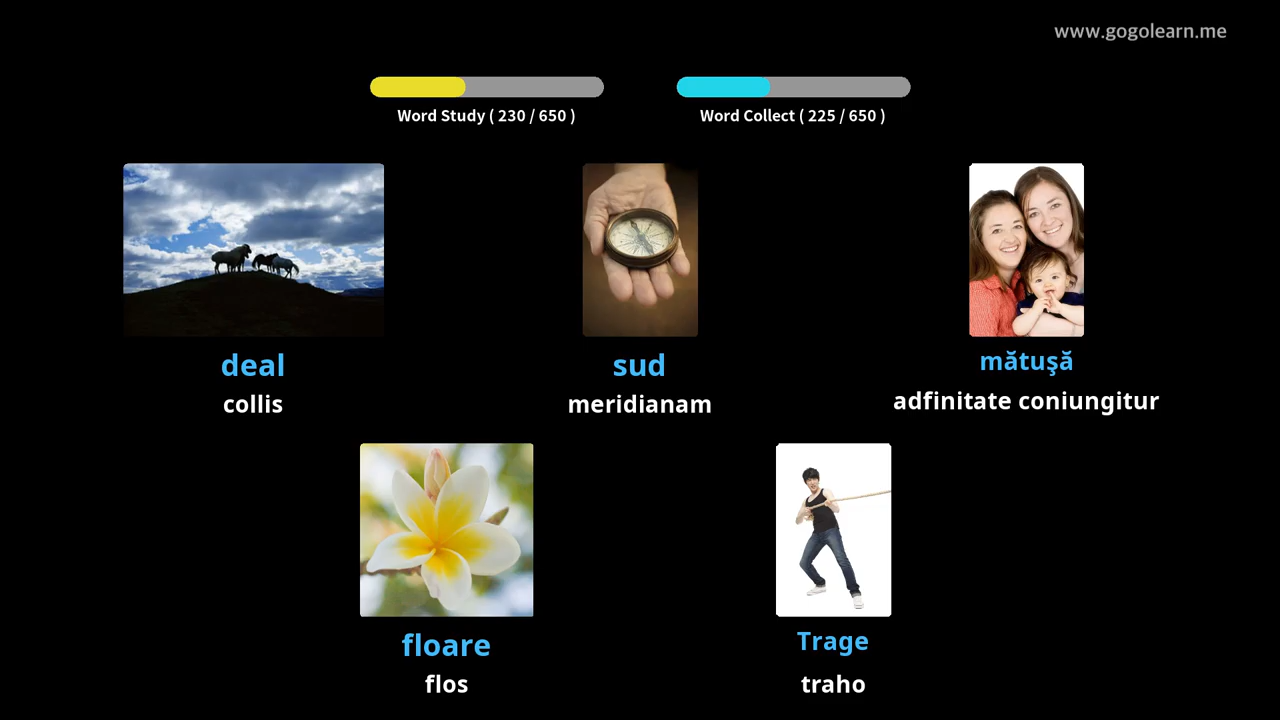 www.gogolearn.me
Word Study ( 230 / 650 )
Word Collect ( 225 / 650 )
deal
collis
sud
meridianam
mătuşă
adfinitate coniungitur
floare
flos
Trage
traho